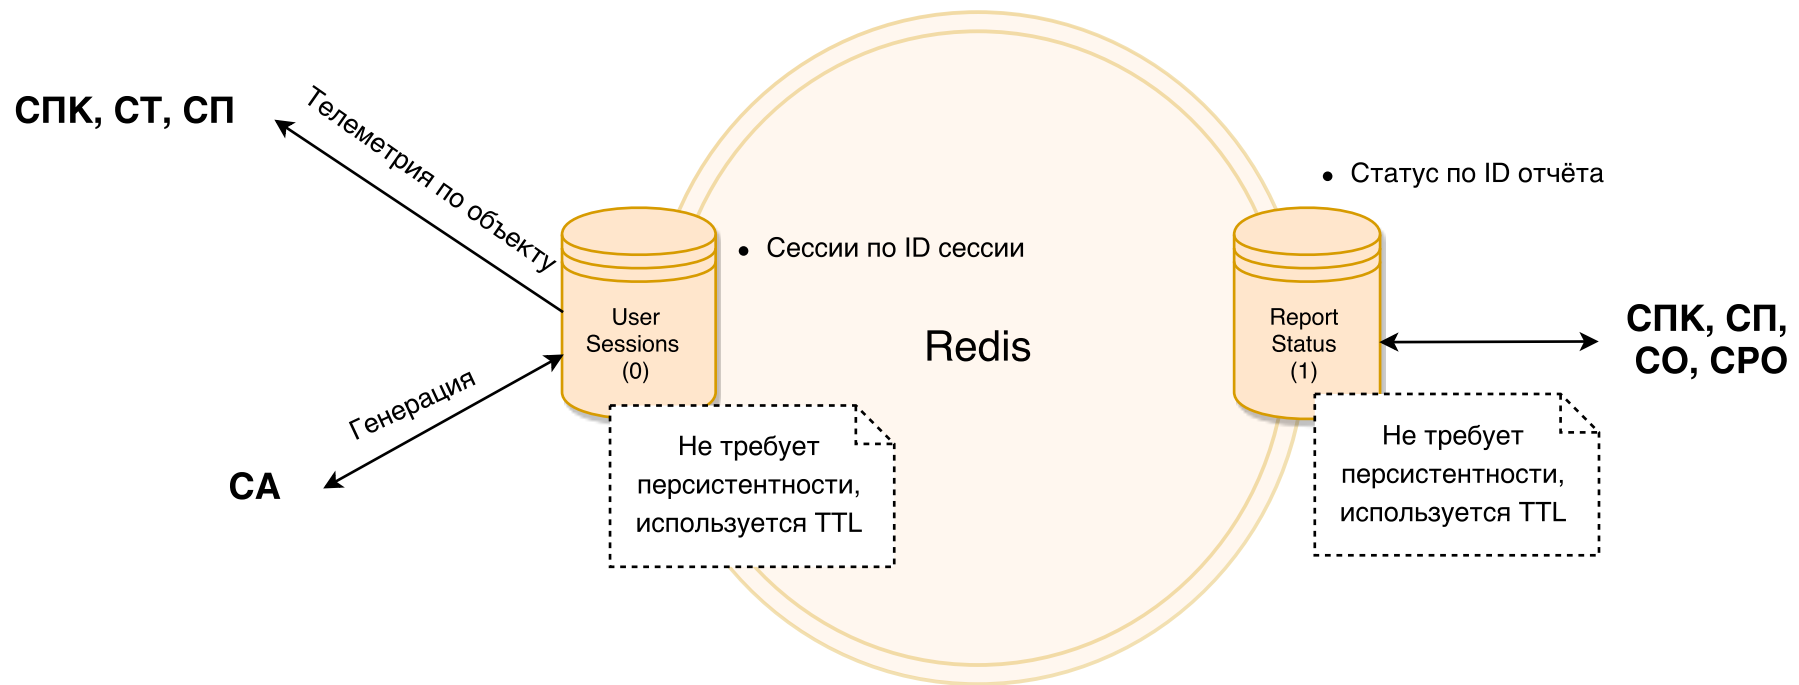 СПК, СТ, СП
Телеметрия по объекту
Генерация
СА
User
Sessions
(0)
Сессии по ID сессии
Не требует
персистентности,
используется TTL
Redis
Статус по ID отчёта
Report
Status
(1)
Не требует
персистентности,
используется TTL
СПК, СП,
СО, СРО